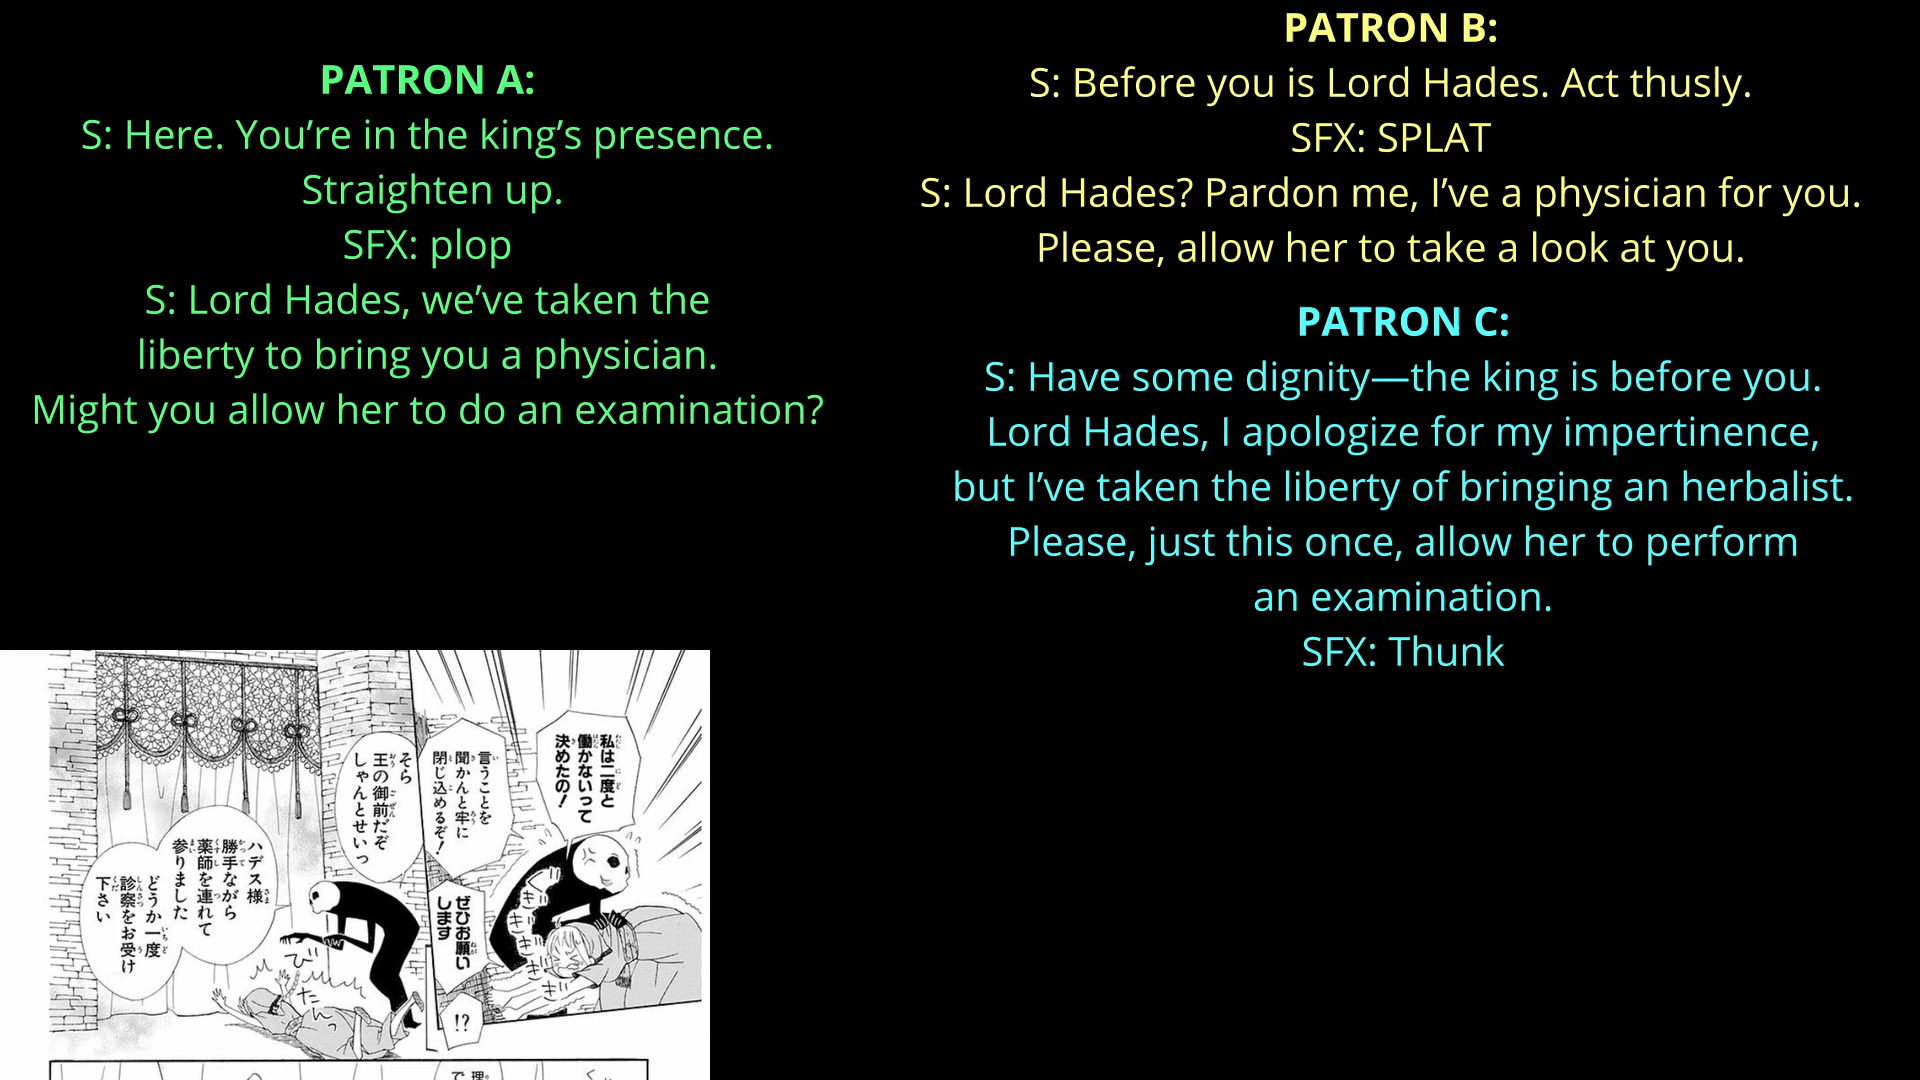 PATRON A:
S: Here. You’re in the king’s presence.
Straighten up.
SFX: plop
S: Lord Hades, we’ve taken the
liberty to bring you a physician.
Might you allow her to do an examination?
PATRON B:
S: Before you is Lord Hades. Act thusly.
SFX: SPLAT
S: Lord Hades? Pardon me, I’ve a physician for you.
Please, allow her to take a look at you.
PATRON C:
S: Have some dignity—the king is before you.
Lord Hades, I apologize for my impertinence,
but I’ve taken the liberty of bringing an herbalist.
Please, just this once, allow her to perform
an examination.
SFX: Thunk
私は二度と
働かないって
決めたの!
言うことを
聞かんと牢に
閉じ込めるぞ!
ぜひお願い
します
!?
そら
王の御前だぞ
しゃんとせいっ
ハデス様
勝手ながら
薬師を連れて
参りました
どうか一度
診察をお受け
下さい
びたんっ